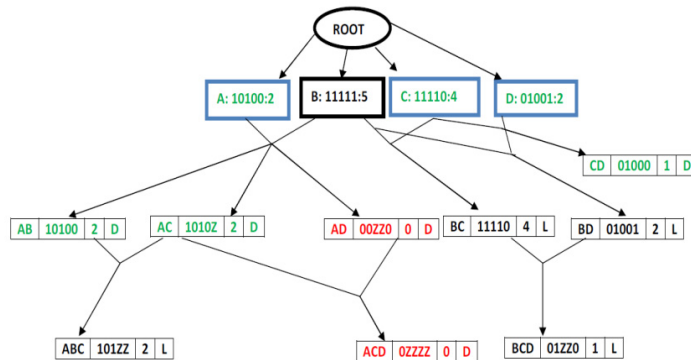 ROOT
A: 10100:2
B: 11111:5
C: 11110:4
D: 01001:2
CD 01000 1 D
AB 10100 2 D
AC 1010Z 2 D
AD 00ZZ0 0 D
BC 11110 4 L
BD 01001 2 L
ABC 101ZZ 2 L
ACD 0ZZZZ 0 D
BCD 01ZZ0 1 L